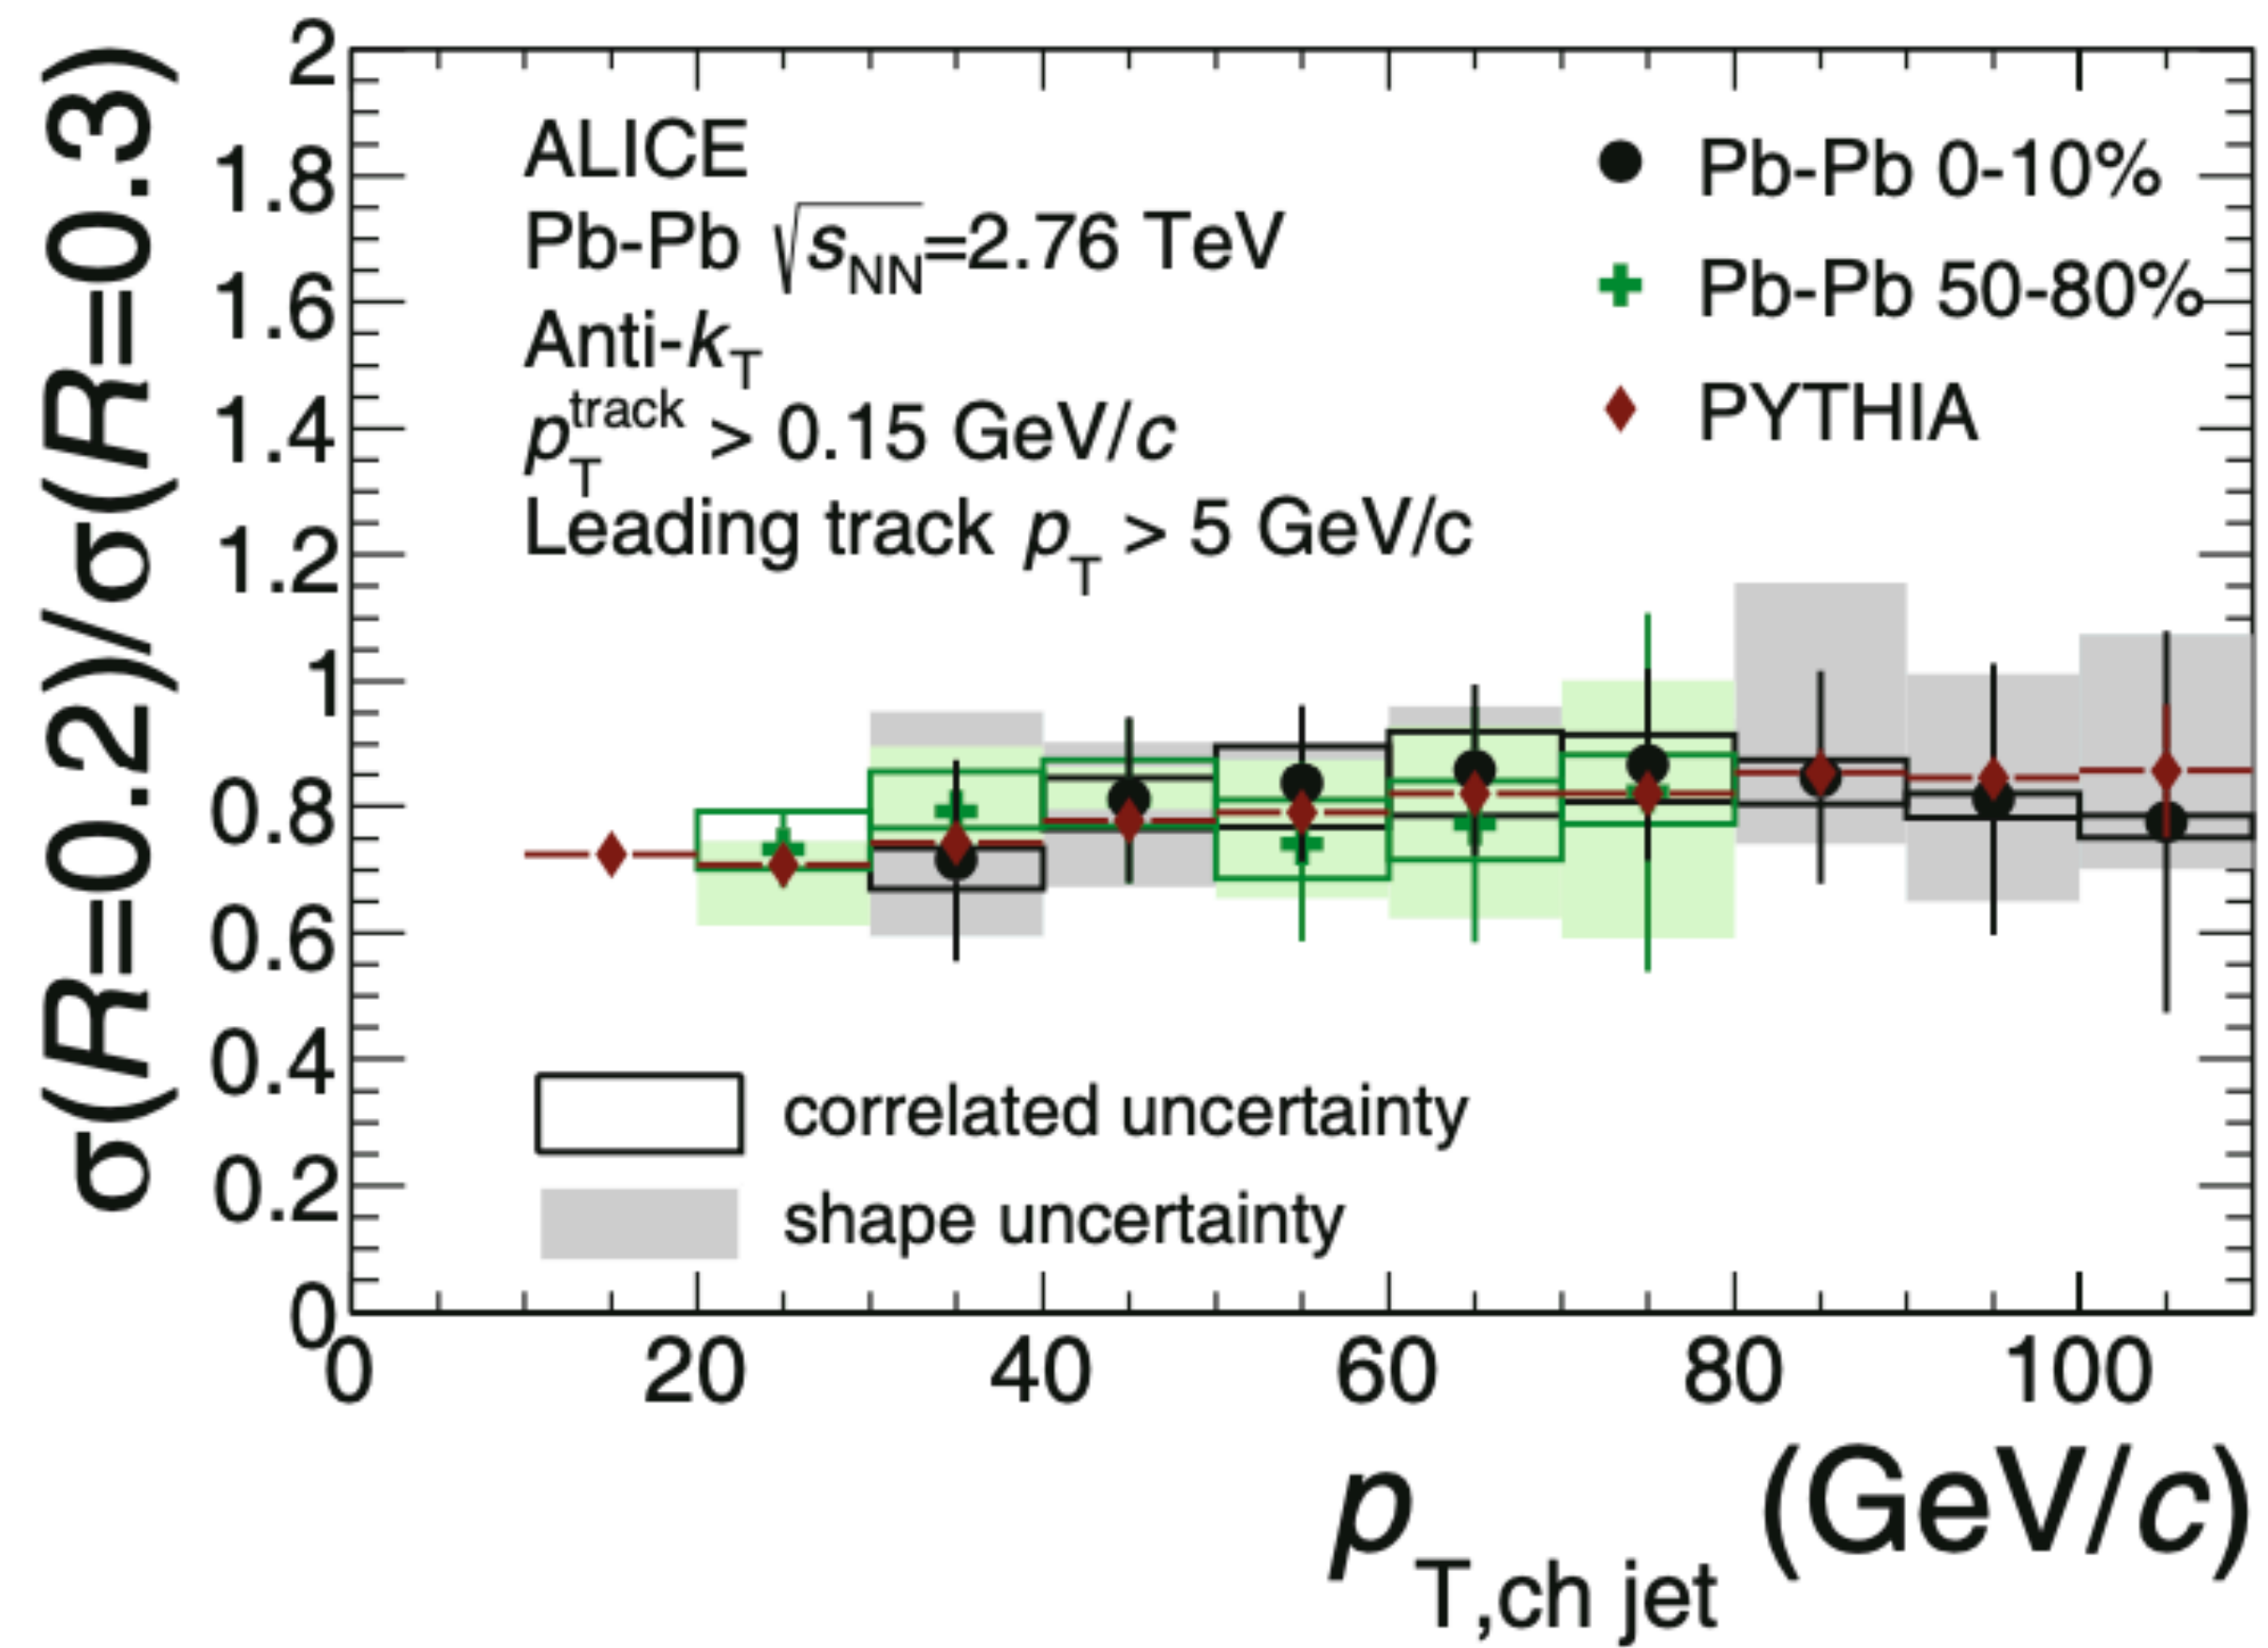 σ(R=0.2)/σ(R=0.3)
2
1.8
1.6
1.4
1.2
1
0.8
0.6
0.4
0.2
0
ALICE
Pb-Pb √sNN=2.76 TeV
Anti-kT
pTtrack > 0.15 GeV/c
Leading track pT > 5 GeV/c
Pb-Pb 0-10%
Pb-Pb 50-80%
PYTHIA
correlated uncertainty
shape uncertainty
0 20 40 60 80 100
pT,ch jet (GeV/c)